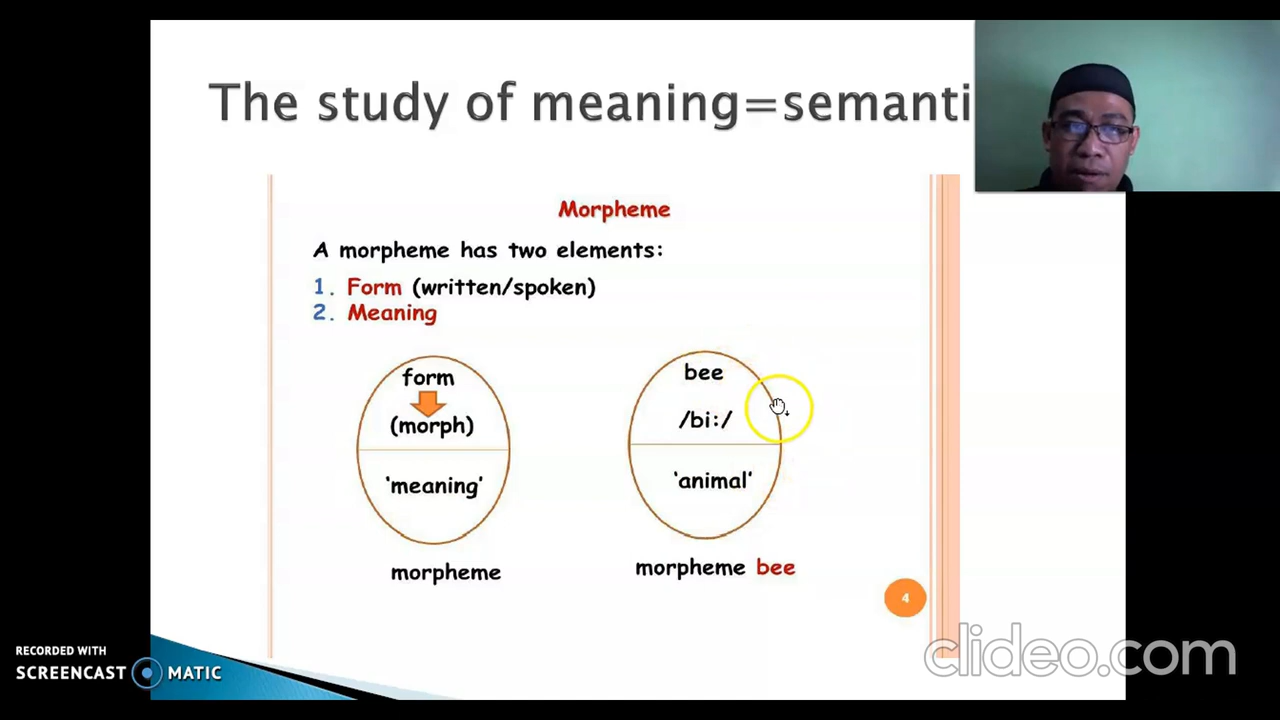 The study of meaning=semanti
Morpheme
A morpheme has two elements:
1. Form (written/spoken)
2. Meaning
form
(morph)
'meaning'
morpheme
bee
/bi:/
'animal'
morpheme bee
4
RECORDED WITH
SCREENCAST MATIC
clideo.com